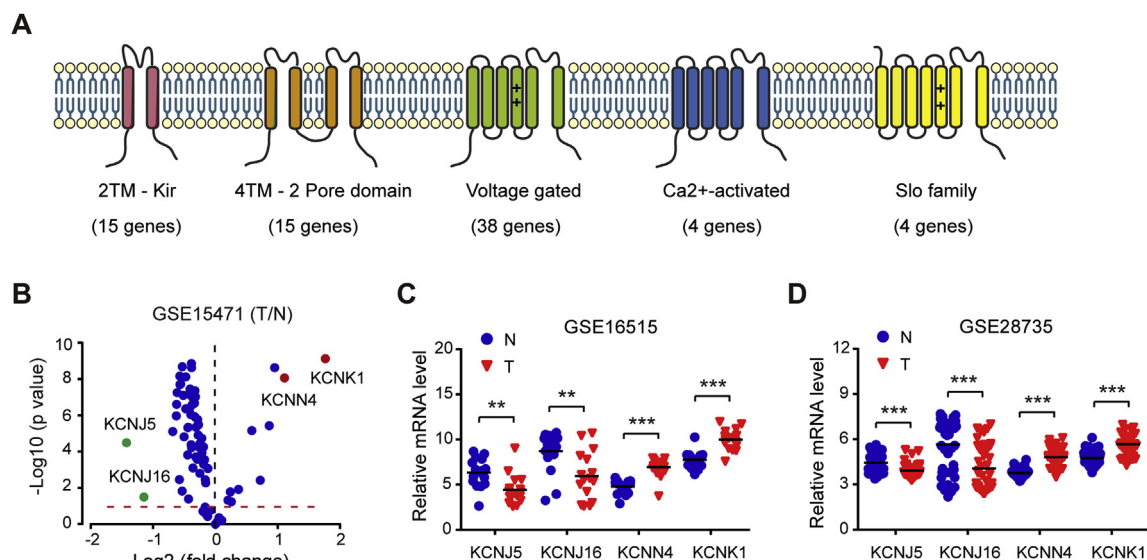 A
2TM - Kir
(15 genes)
4TM - 2 Pore domain
(15 genes)
Voltage gated
(38 genes)
Ca2+-activated
(4 genes)
Slo family
(4 genes)
B
GSE15471 (T/N)
-Log10 (p value)
10
8
6
4
2
0
KCNK1
KCNN4
KCNJ5
KCNJ16
-2
-1
0
1
2
Log2 (fold change)
C
GSE16515
N
T
Relative mRNA level
20
15
10
5
0
**
**
***
***
KCNJ5
KCNJ16
KCNN4
KCNK1
D
GSE28735
N
T
Relative mRNA level
12
9
6
3
0
***
***
***
***
KCNJ5
KCNJ16
KCNN4
KCNK1